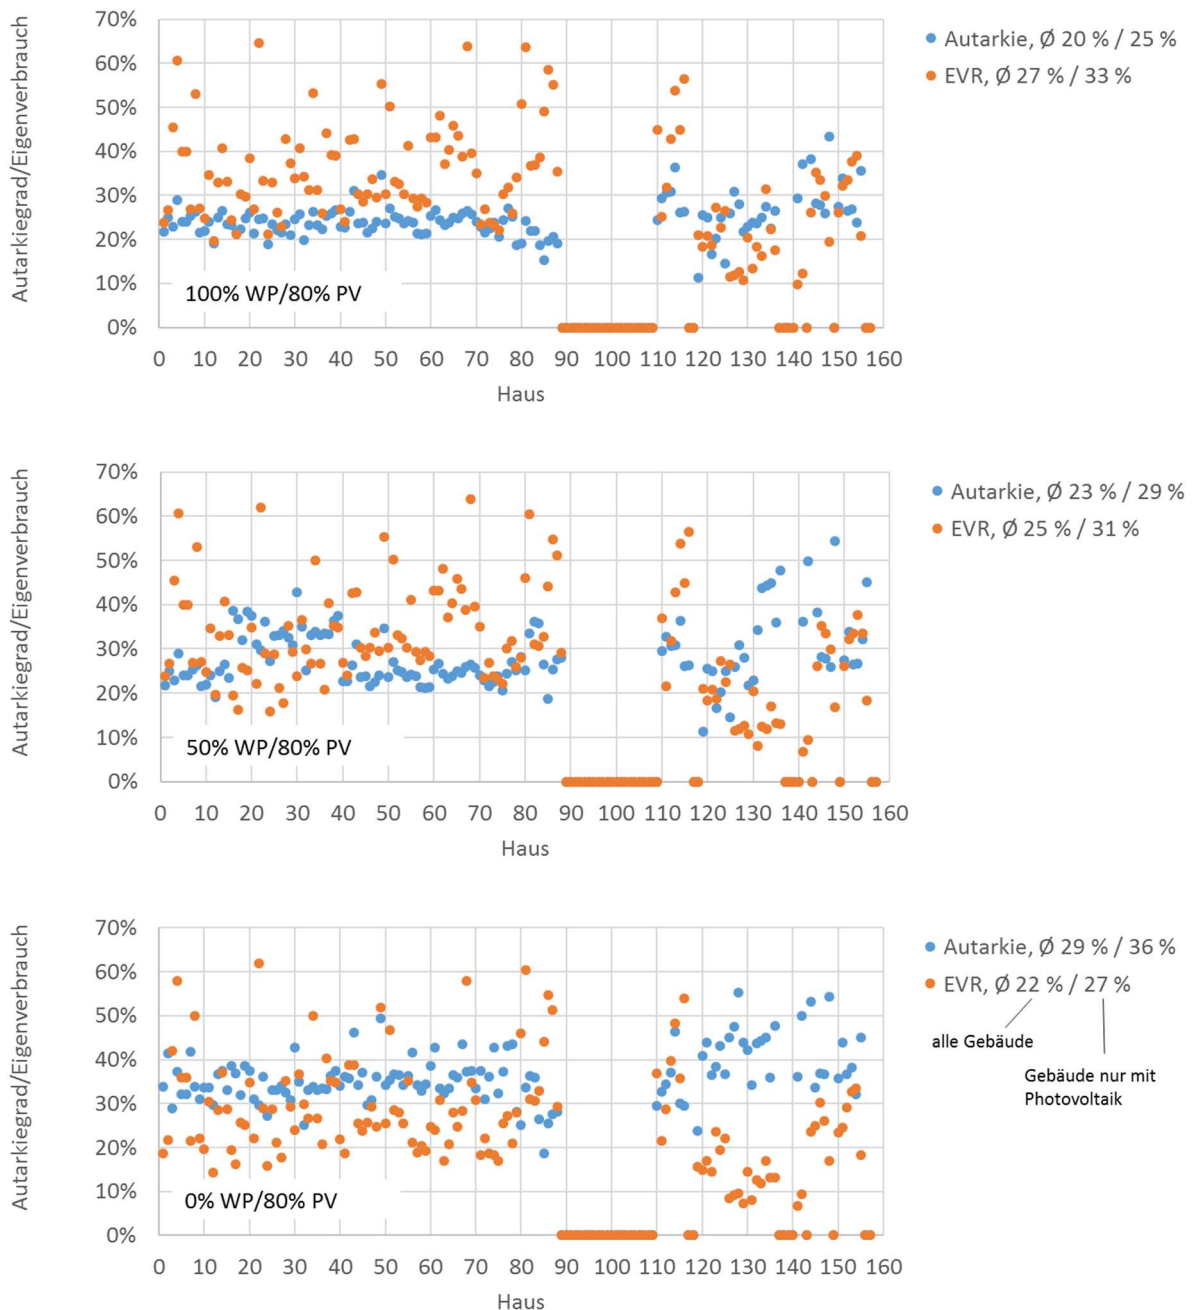 70%
60%
50%
40%
30%
20%
10%
0%
Autarkiegrad/Eigenverbrauch
Autarkie, Ø 20 % / 25 %
EVR, Ø 27 % / 33 %
100% WP/80% PV
0 10 20 30 40 50 60 70 80 90 100 110 120 130 140 150 160
Haus
70%
60%
50%
40%
30%
20%
10%
0%
Autarkiegrad/Eigenverbrauch
Autarkie, Ø 23 % / 29 %
EVR, Ø 25 % / 31 %
50% WP/80% PV
0 10 20 30 40 50 60 70 80 90 100 110 120 130 140 150 160
Haus
70%
60%
50%
40%
30%
20%
10%
0%
Autarkiegrad/Eigenverbrauch
Autarkie, Ø 29 % / 36 %
EVR, Ø 22 % / 27 %
alle Gebäude
Gebäude nur mit
Photovoltaik
0% WP/80% PV
0 10 20 30 40 50 60 70 80 90 100 110 120 130 140 150 160
Haus